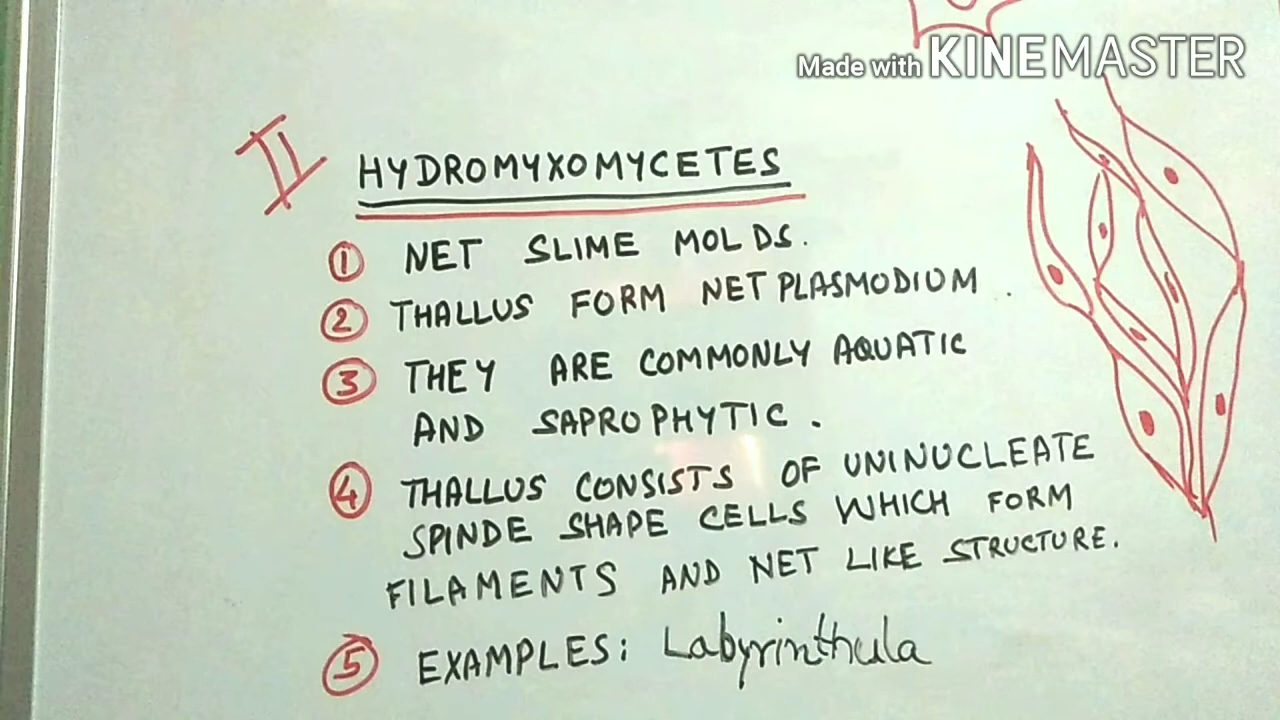 Made with KINEMASTER
II HYDROMYXOMYCETES
1 NET SLIME MOLDS.
2 THALLUS FORM NET PLASMODIUM.
3 THEY ARE COMMONLY AQUATIC
AND SAPROPHYTIC.
4 THALLUS CONSISTS OF UNINUCLEATE
SPINDE SHAPE CELLS WHICH FORM
FILAMENTS AND NET LIKE STRUCTURE.
5 EXAMPLES: Labyrinthula